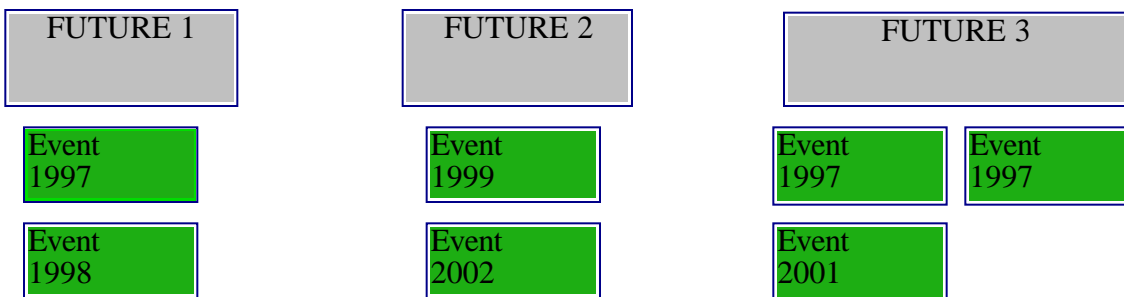 FUTURE 1
FUTURE 2
FUTURE 3
Event
1997
Event
1999
Event
1997
Event
1997
Event
1998
Event
2002
Event
2001